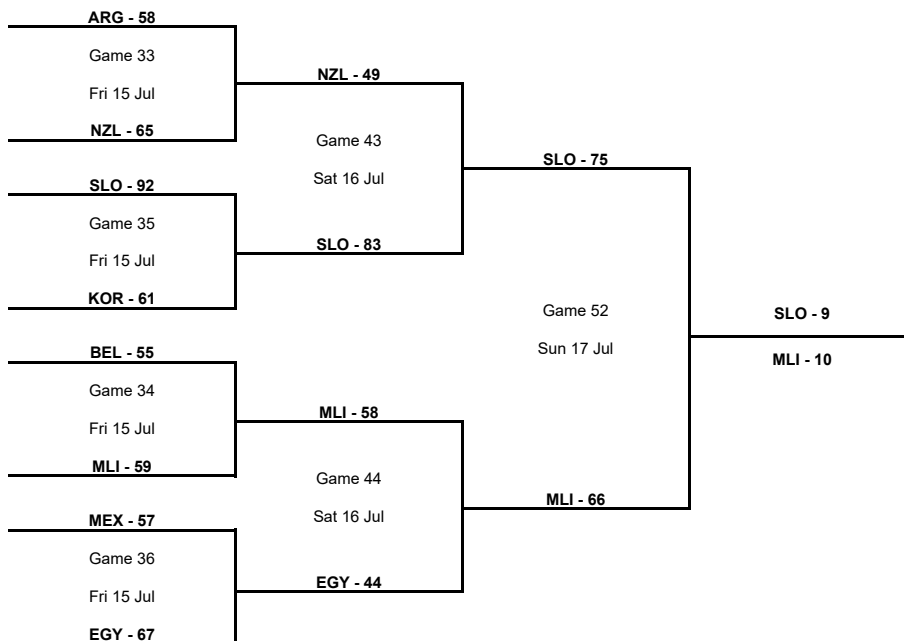 ARG - 58
Game 33
Fri 15 Jul
NZL - 65
SLO - 92
Game 35
Fri 15 Jul
KOR - 61
BEL - 55
Game 34
Fri 15 Jul
MLI - 59
MEX - 57
Game 36
Fri 15 Jul
EGY - 67
NZL - 49
Game 43
Sat 16 Jul
SLO - 83
MLI - 58
Game 44
Sat 16 Jul
EGY - 44
SLO - 75
Game 52
Sun 17 Jul
MLI - 66
SLO - 9
MLI - 10